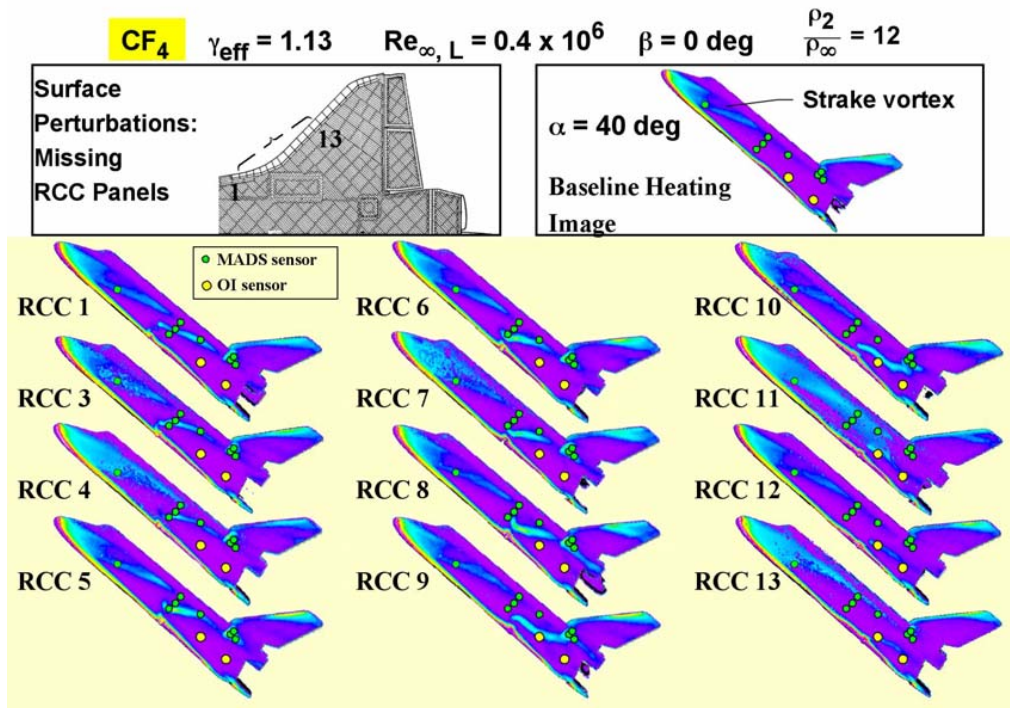 CF4 γeff = 1.13 Re∞, L = 0.4 x 10^6 β = 0 deg ρ2/ρ∞ = 12
Surface
Perturbations:
Missing
RCC Panels
13
1
Strake vortex
α = 40 deg
Baseline Heating
Image
MADS sensor
OI sensor
RCC 1
RCC 3
RCC 4
RCC 5
RCC 6
RCC 7
RCC 8
RCC 9
RCC 10
RCC 11
RCC 12
RCC 13